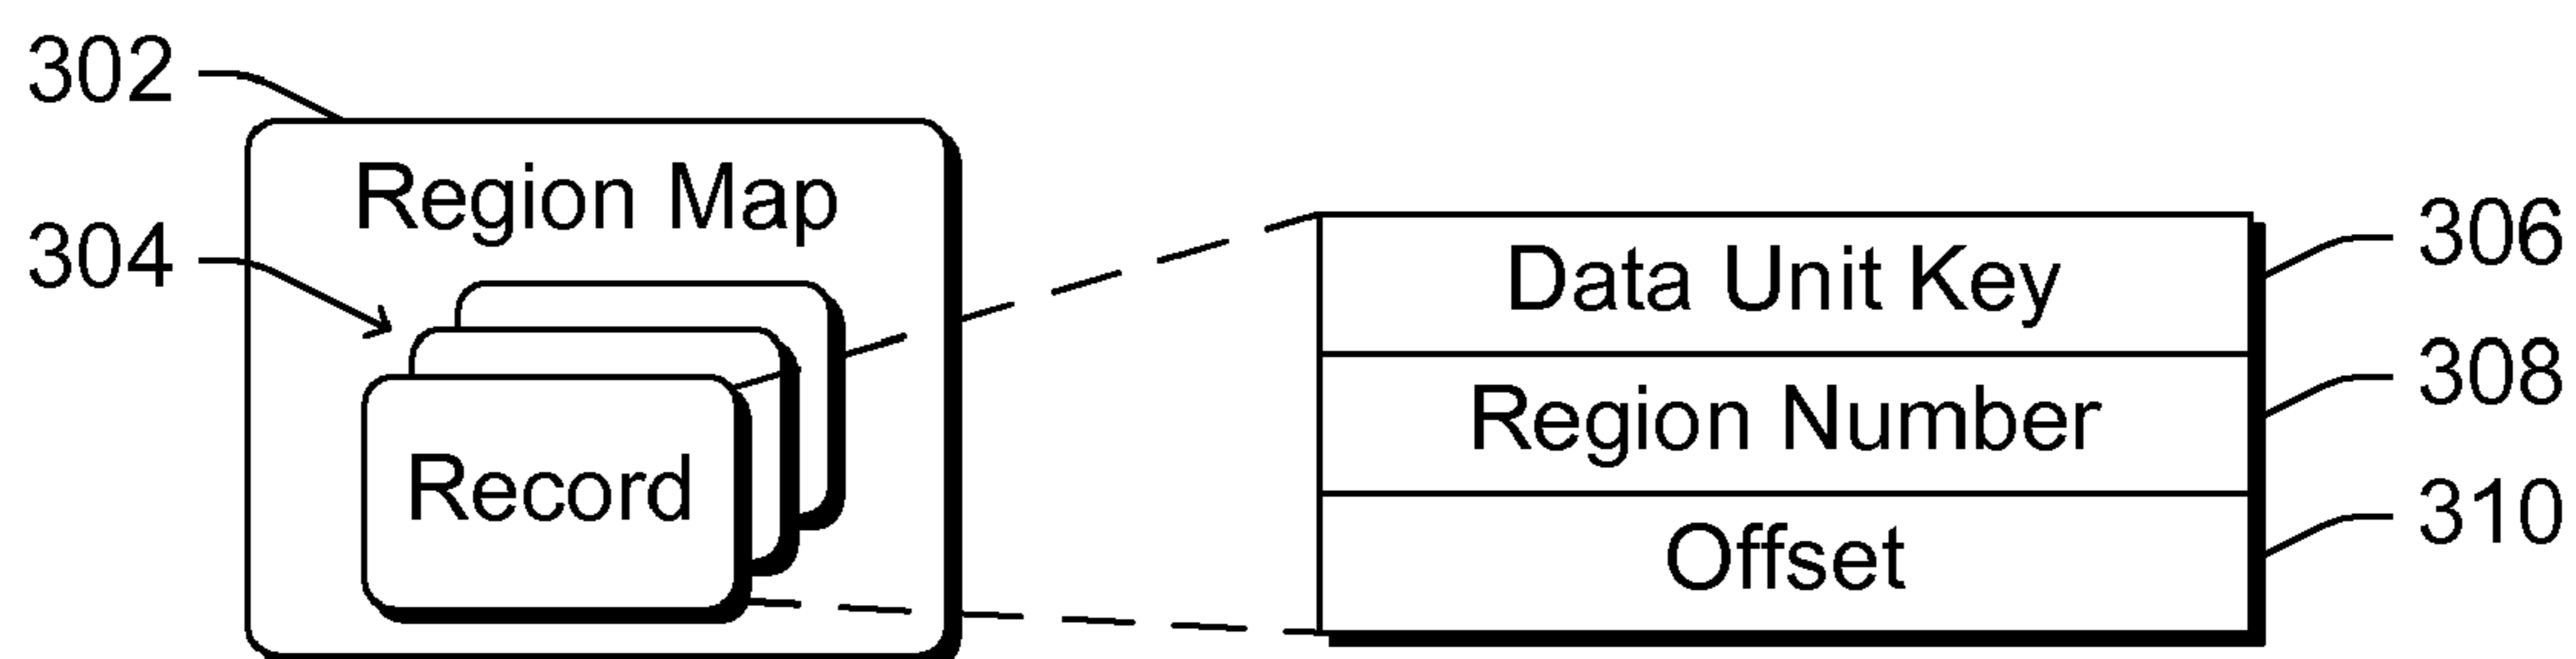 302
Region Map
304
Record
Data Unit Key
306
Region Number
308
Offset
310